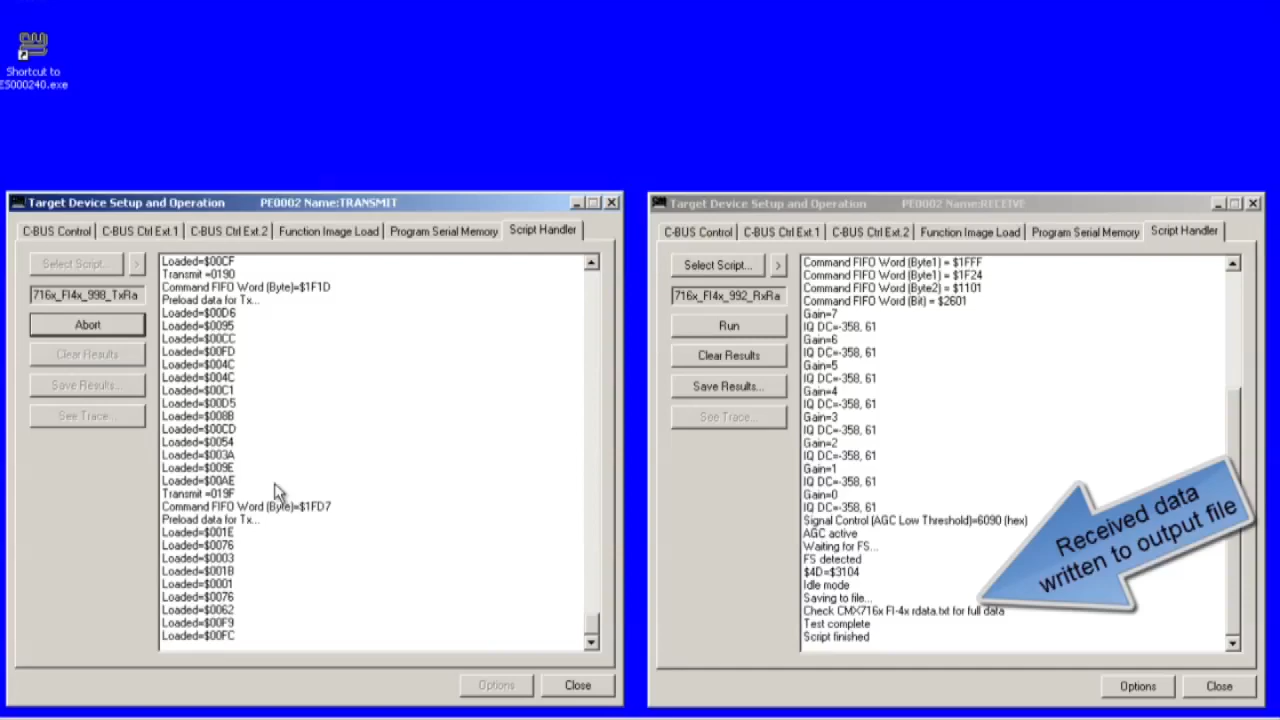 Shortcut to
ES000240.exe
Target Device Setup and Operation PE0002 Name:TRANSMIT
C-BUS Control
C-BUS Ctrl Ext.1
C-BUS Ctrl Ext.2
Function Image Load
Program Serial Memory
Script Handler
Select Script...
>
716x_FI4x_998_TxRa
Abort
Clear Results
Save Results...
See Trace...
Loaded=$00CF
Transmit =0190
Command FIFO Word (Byte)=$1F1D
Preload data for Tx...
Loaded=$00D6
Loaded=$0095
Loaded=$00CC
Loaded=$00FD
Loaded=$004C
Loaded=$004C
Loaded=$00C1
Loaded=$00D5
Loaded=$008B
Loaded=$00CD
Loaded=$0054
Loaded=$003A
Loaded=$009E
Loaded=$00AE
Transmit =019F
Command FIFO Word (Byte)=$1FD7
Preload data for Tx...
Loaded=$001E
Loaded=$0076
Loaded=$0003
Loaded=$001B
Loaded=$0001
Loaded=$0076
Loaded=$0062
Loaded=$00F9
Loaded=$00FC
Options
Close
Target Device Setup and Operation PE0002 Name:RECEIVE
C-BUS Control
C-BUS Ctrl Ext.1
C-BUS Ctrl Ext.2
Function Image Load
Program Serial Memory
Script Handler
Select Script...
>
716x_FI4x_992_RxRa
Run
Clear Results
Save Results...
See Trace...
Command FIFO Word (Byte1) = $1FFF
Command FIFO Word (Byte1) = $1F24
Command FIFO Word (Byte2) = $1101
Command FIFO Word (Bit) = $2601
Gain=7
IQ DC=-358, 61
Gain=6
IQ DC=-358, 61
Gain=5
IQ DC=-358, 61
Gain=4
IQ DC=-358, 61
Gain=3
IQ DC=-358, 61
Gain=2
IQ DC=-358, 61
Gain=1
IQ DC=-358, 61
Gain=0
IQ DC=-358, 61
Signal Control (AGC Low Threshold)=6090 (hex)
AGC active
Waiting for FS...
FS detected
$4D=$3104
Idle mode
Saving to file...
Check CMX716x FI-4x rdata.txt for full data
Test complete
Script finished
Options
Close
Received data
written to output file